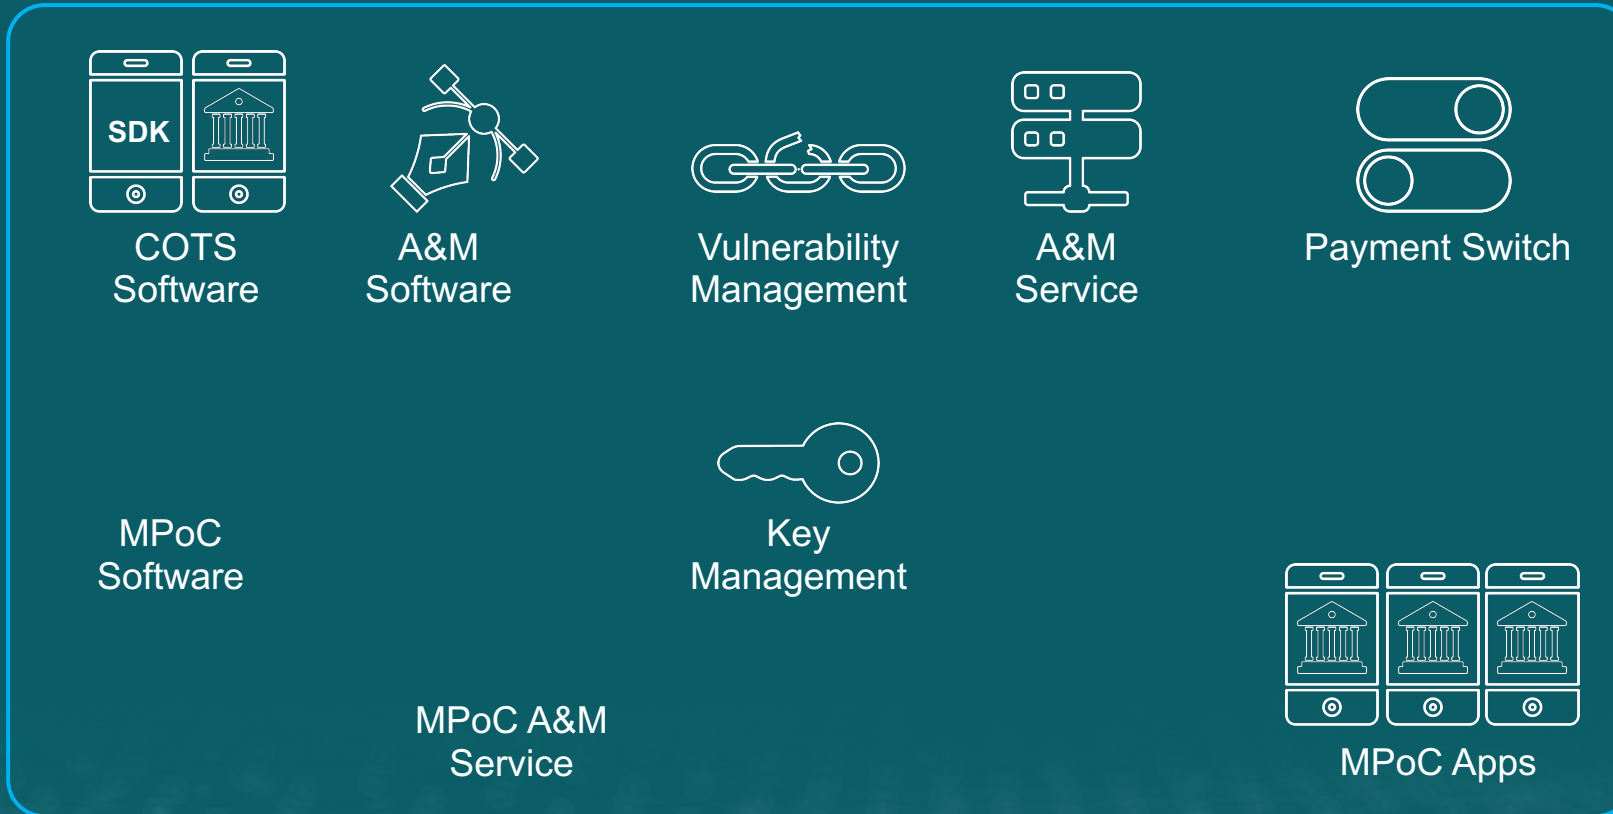 SDK
COTS
Software
A&M
Software
Vulnerability
Management
A&M
Service
Payment Switch
MPoC
Software
Key
Management
MPoC A&M
Service
MPoC Apps